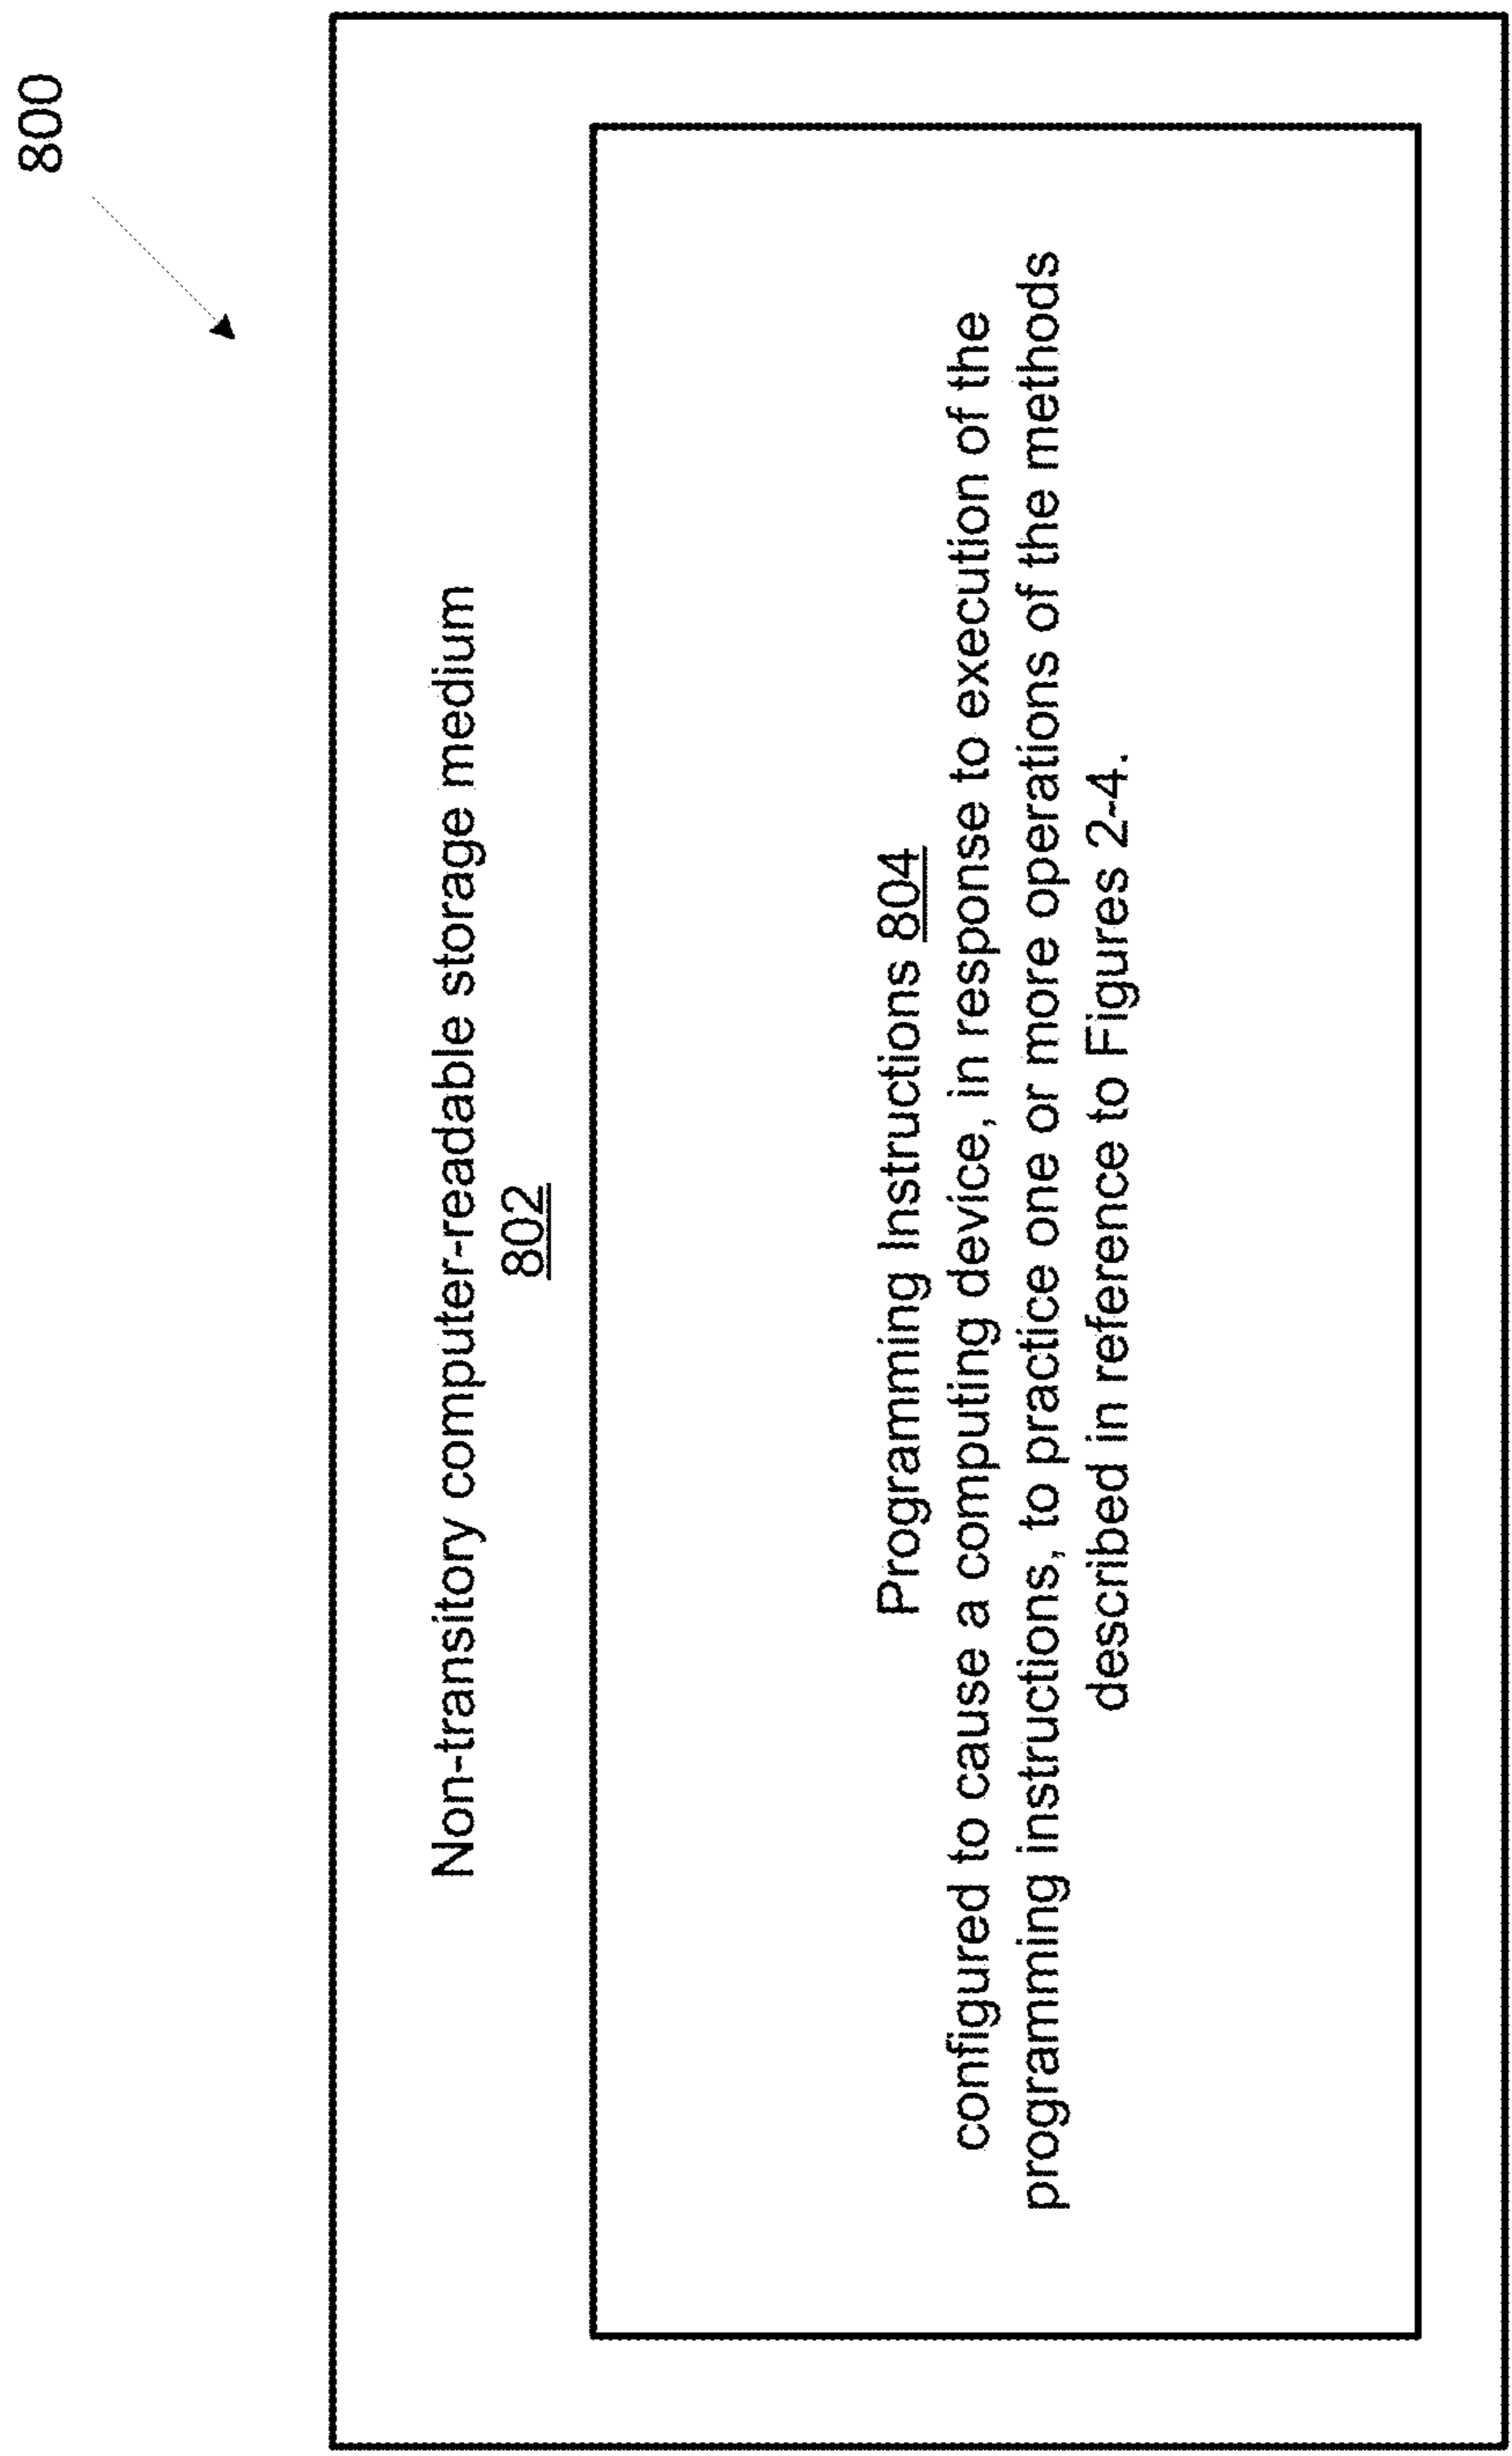 800
Non-transitory computer-readable storage medium
802
Programming Instructions 804
configured to cause a computing device, in response to execution of the
programming instructions, to practice one or more operations of the methods
described in reference to Figures 2-4.